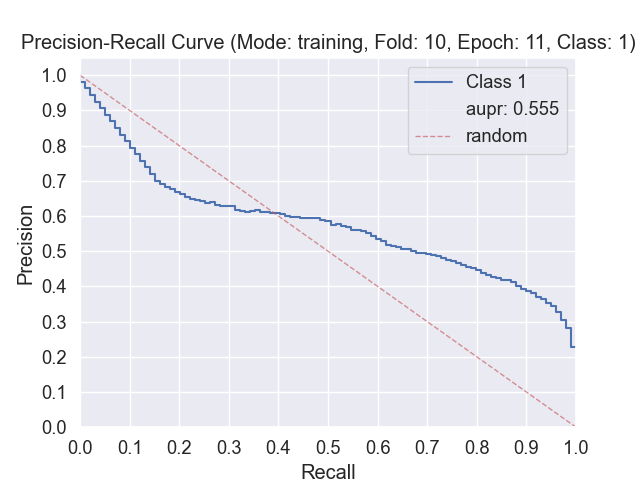 Precision-Recall Curve (Mode: training, Fold: 10, Epoch: 11, Class: 1)
Class 1
aupr: 0.555
random
Precision
1.0
0.9
0.8
0.7
0.6
0.5
0.4
0.3
0.2
0.1
0.0
0.0 0.1 0.2 0.3 0.4 0.5 0.6 0.7 0.8 0.9 1.0
Recall